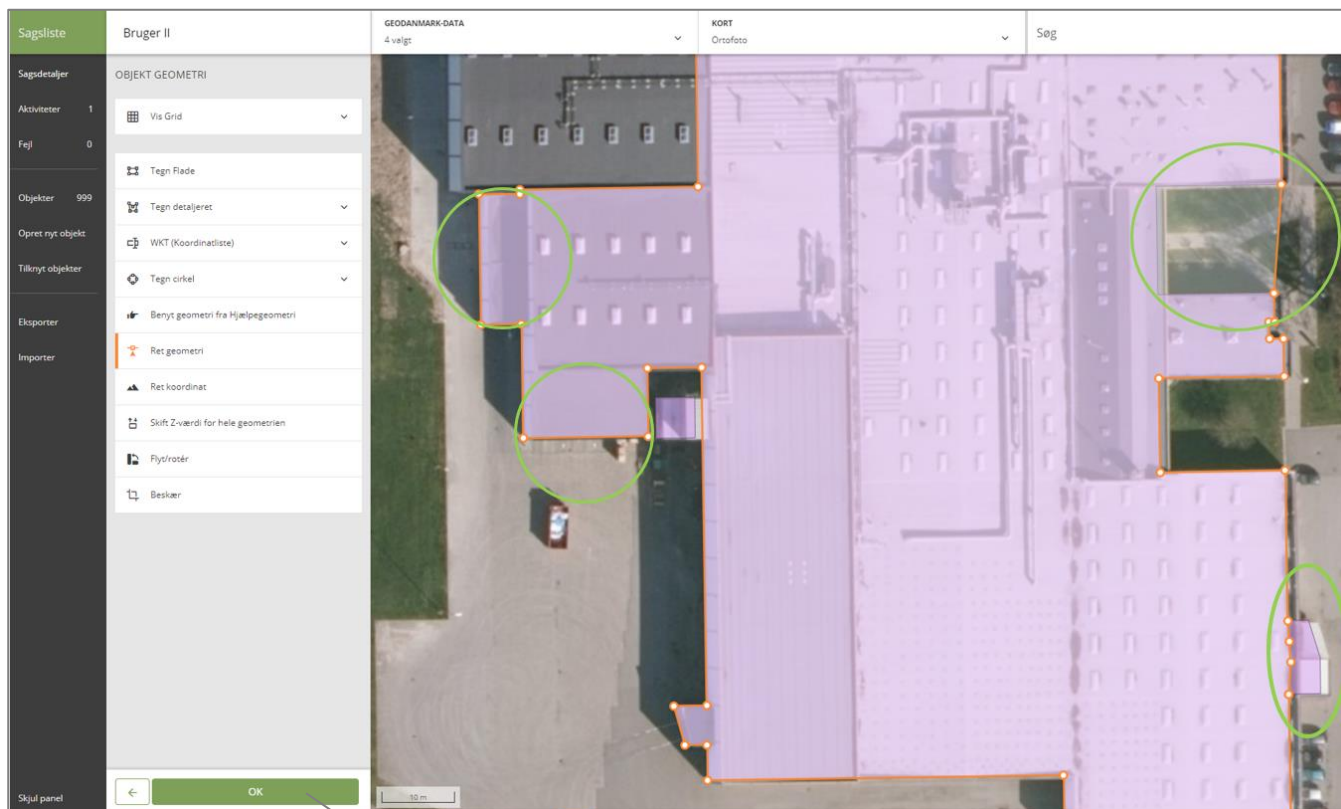 Sagsliste
Bruger II
GEODANMARK-DATA
4 valgt
KORT
Ortofoto
Søg
Sagsdetaljer
Aktiviteter 1
Fejl 0
Objekter 999
Opret nyt objekt
Tilknyt objekter
Eksporter
Importer
Skjul panel
OBJEKT GEOMETRI
Vis Grid
Tegn Flade
Tegn detaljeret
WKT (Koordinatliste)
Tegn cirkel
Benyt geometri fra Hjælpegeometri
Ret geometri
Ret koordinat
Skift Z-værdi for hele geometrien
Flyt/rotér
Beskær
OK
10 m